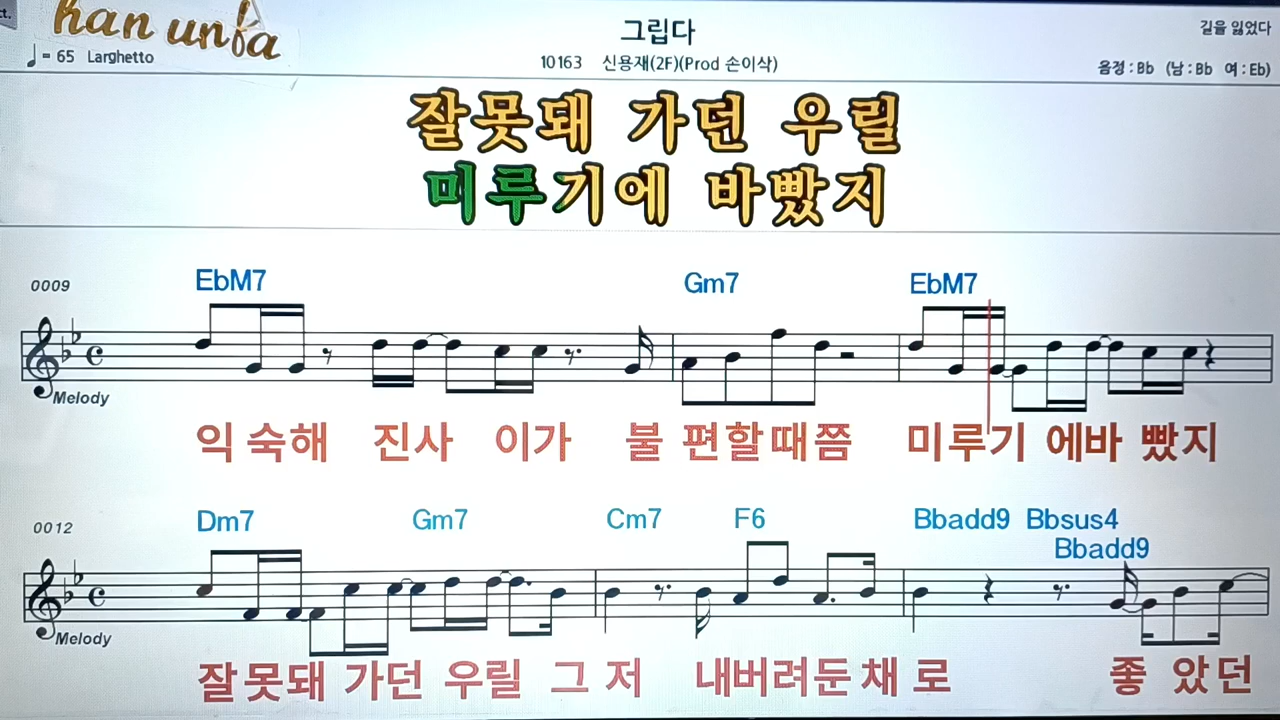 ct.
han unfa
그립다
길을 잃었다
♩= 65 Larghetto
10163 신용재(2F)(Prod 손이삭)
음정 : Bb (남 : Bb 여 : Eb)
잘못돼 가던 우릴
미루기에 바빴지
0009
EbM7 Gm7 EbM7
Melody
익숙해 진사 이가 불 편할때쯤 미루기 에바 빴지
0012
Dm7 Gm7 Cm7 F6 Bbadd9 Bbsus4
Bbadd9
Melody
잘못돼 가던 우릴 그 저 내버려둔채 로 좋 았던